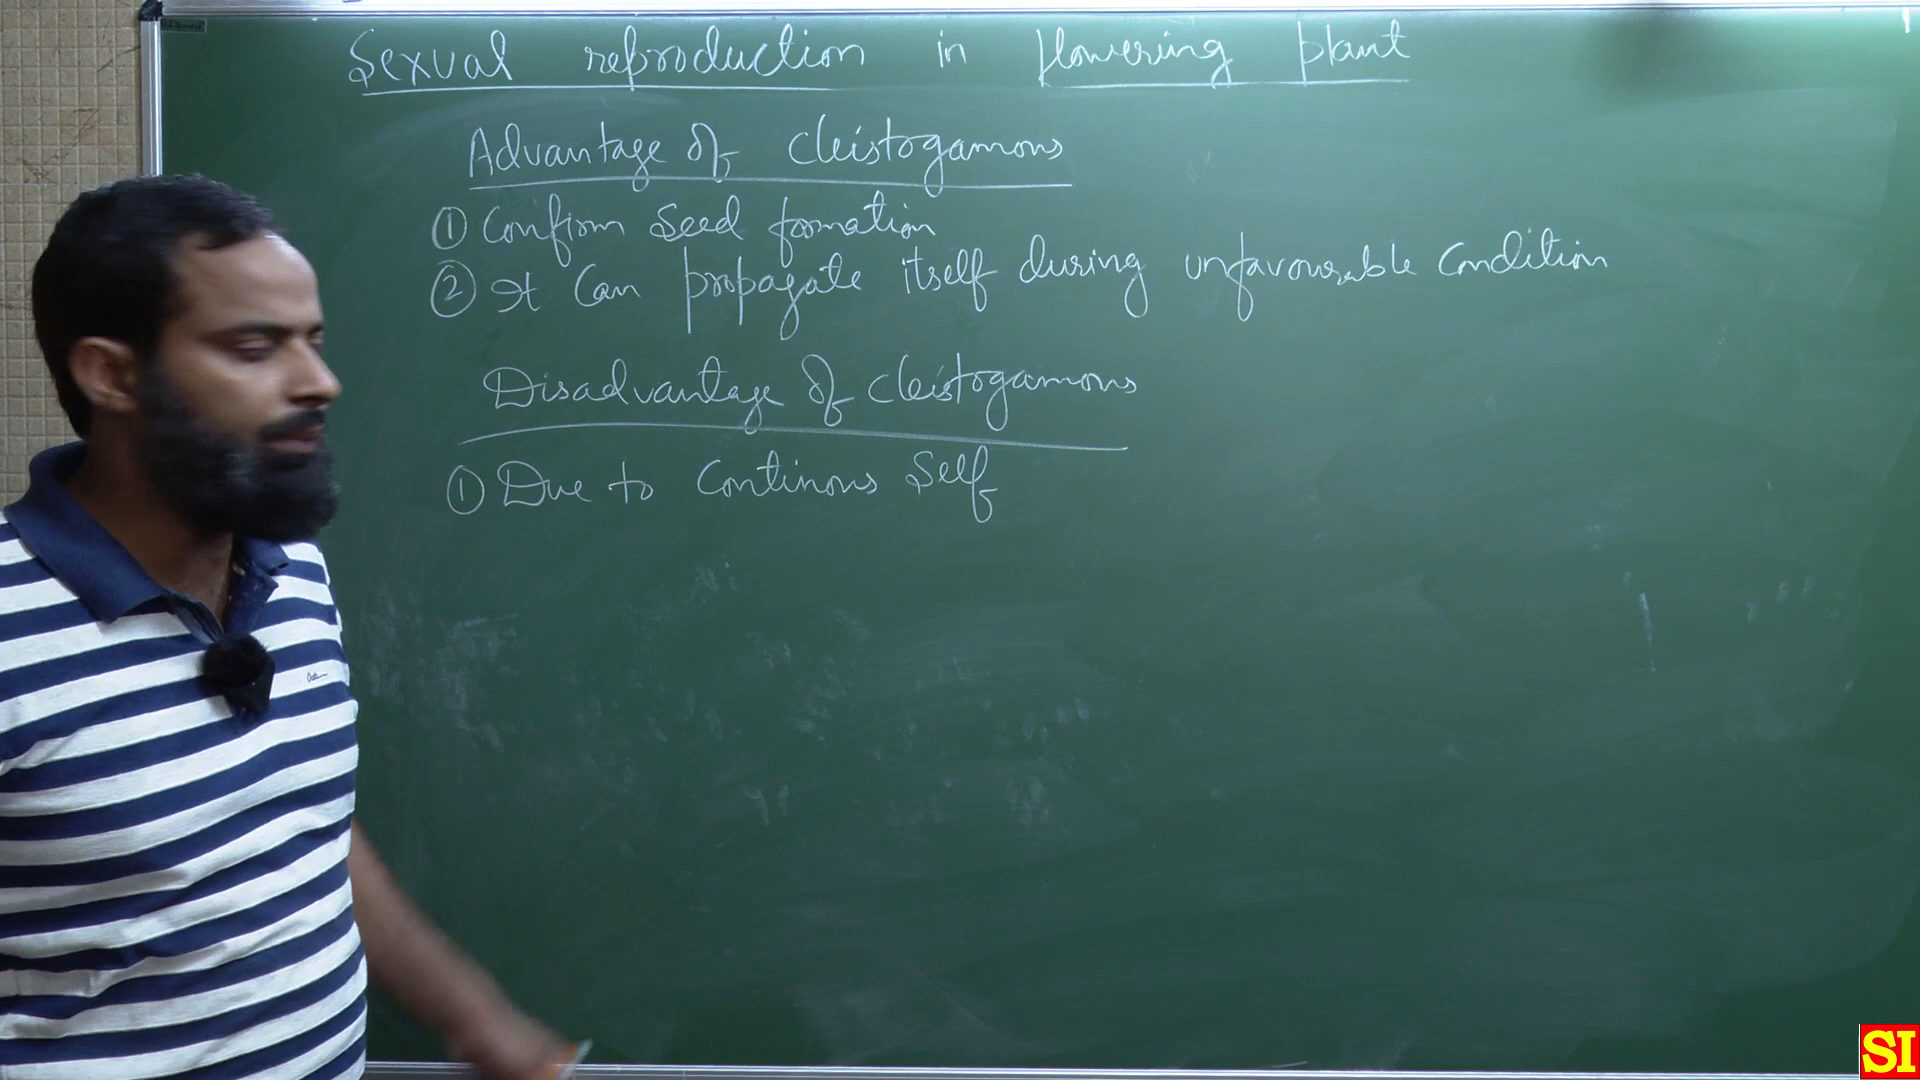 Sexual reproduction in flowering plant
Advantage of cleistogamous
① Confirm seed formation
② It can propagate itself during unfavourable condition
Disadvantage of cleistogamous
① Due to continous self
SI